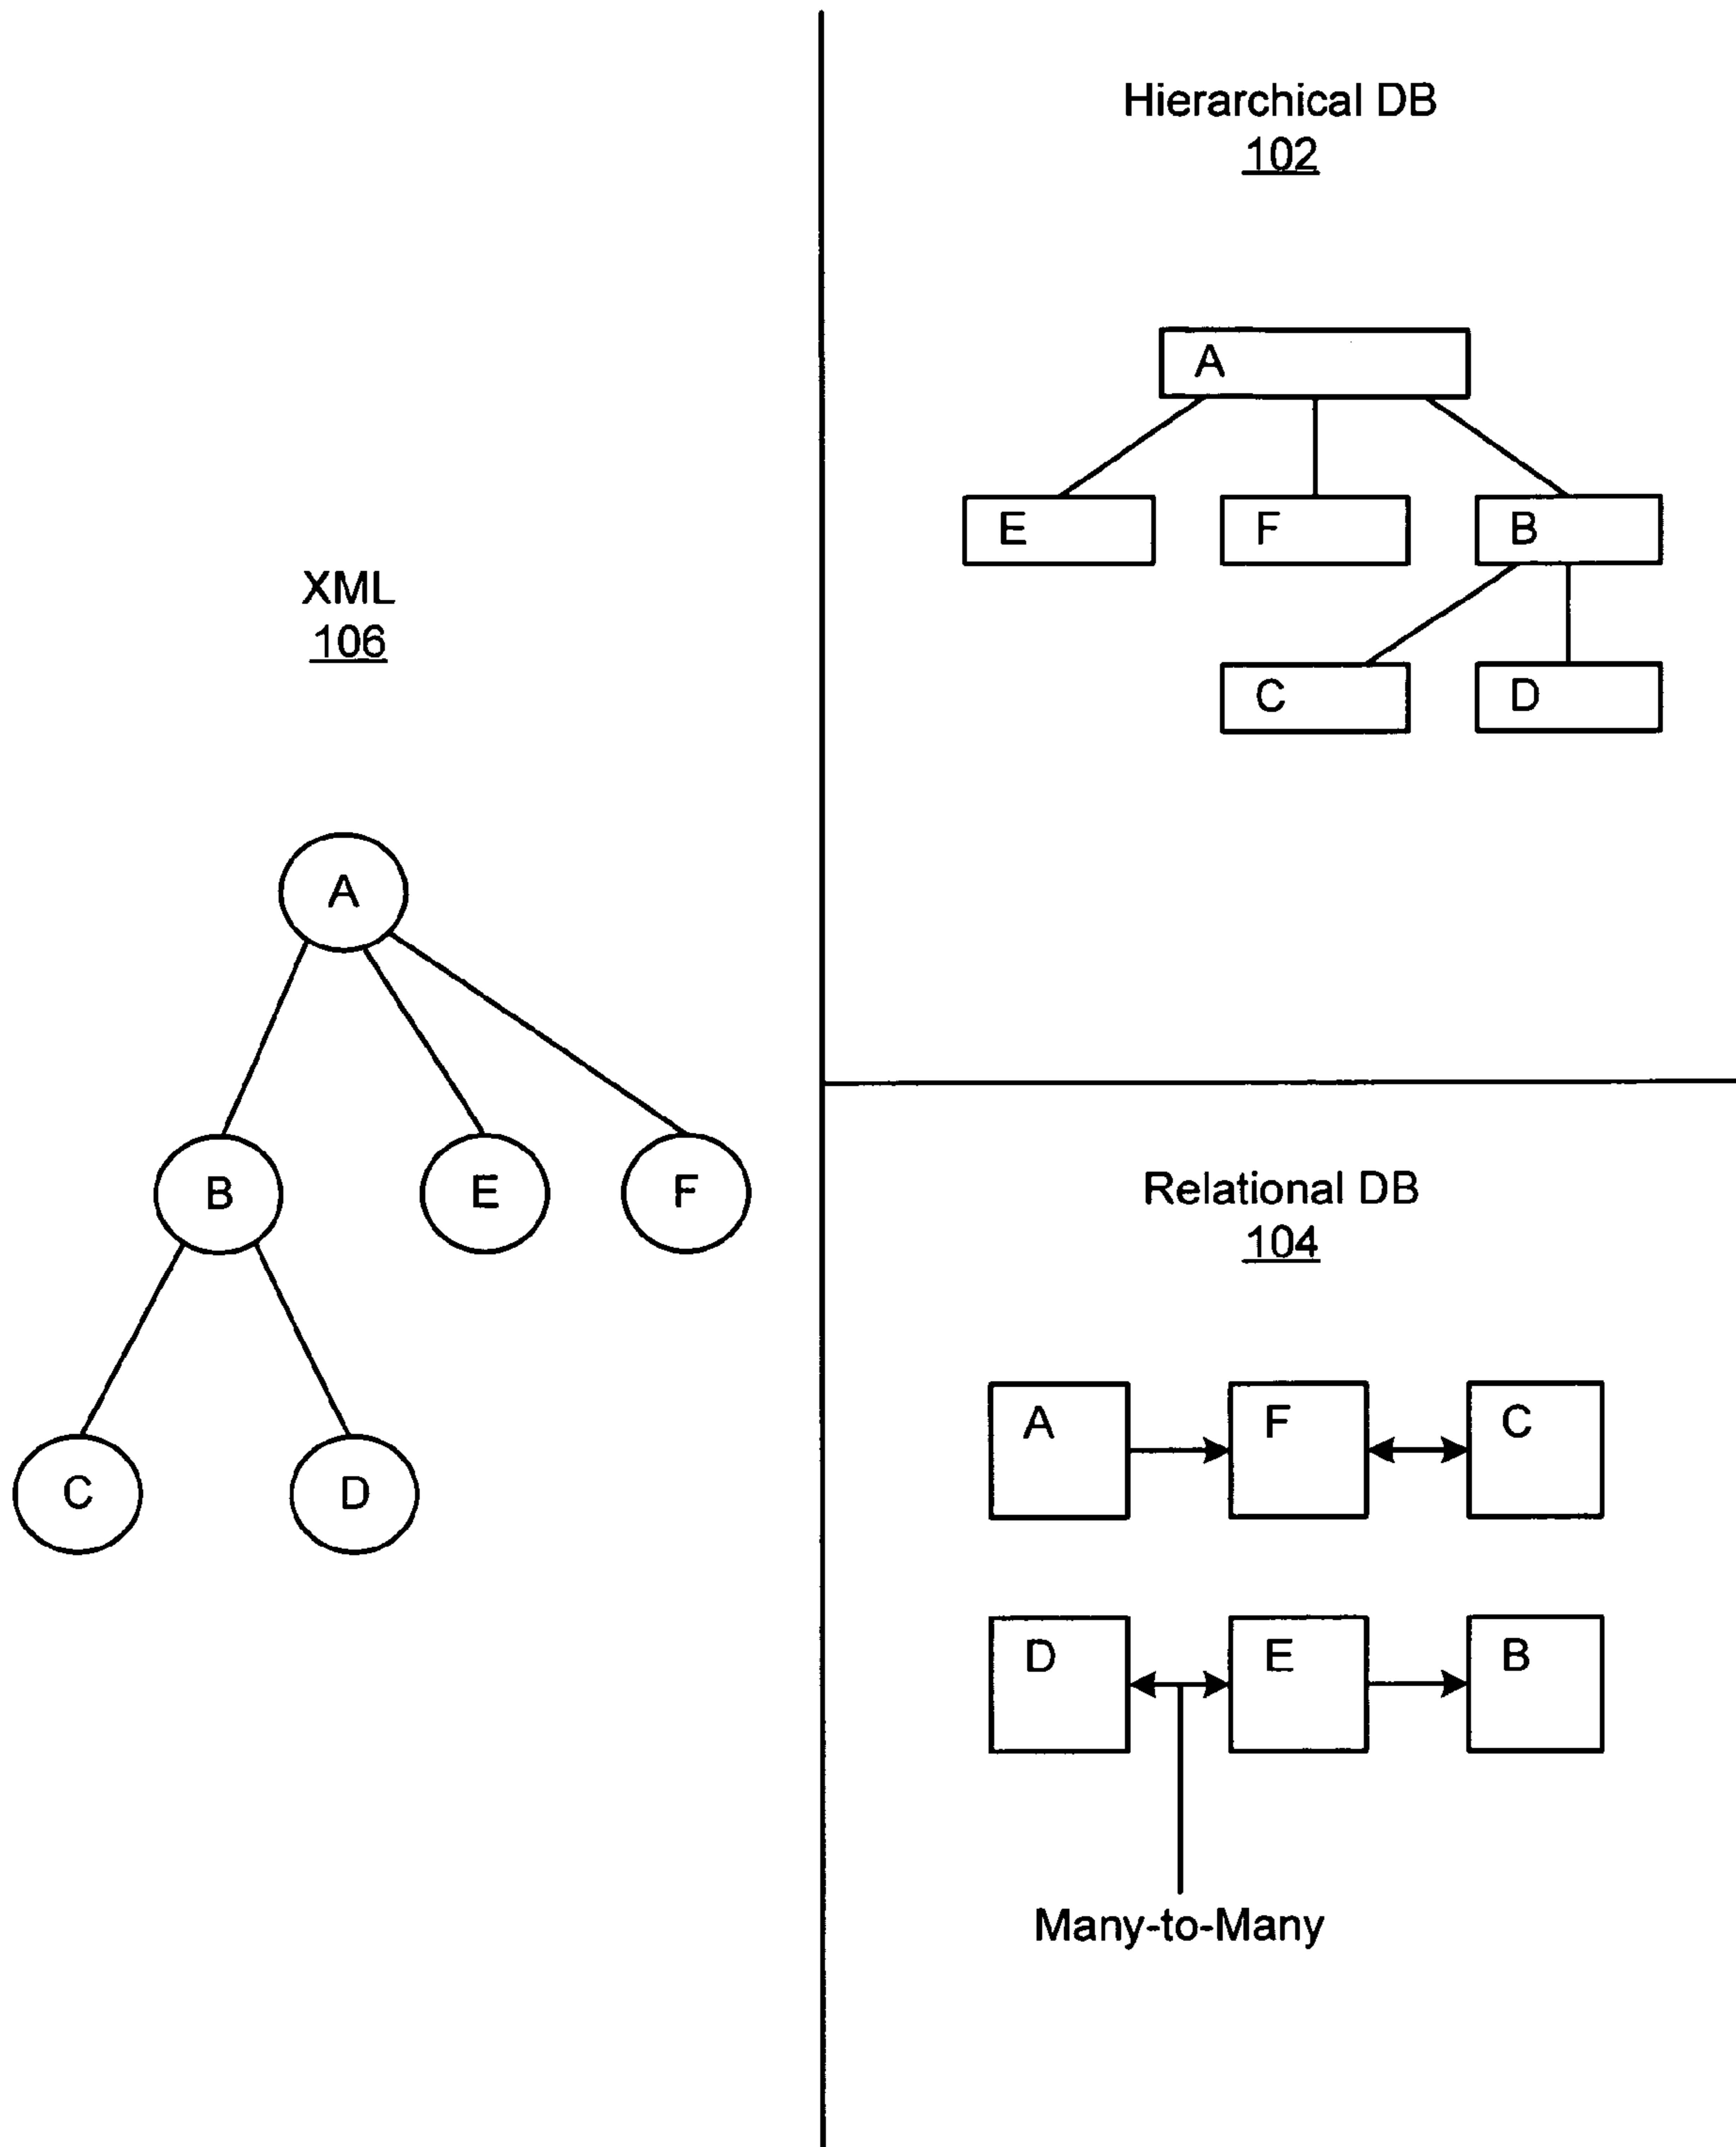 XML
106
A
B
E
F
C
D
Hierarchical DB
102
A
E
F
B
C
D
Relational DB
104
A
F
C
D
E
B
Many-to-Many